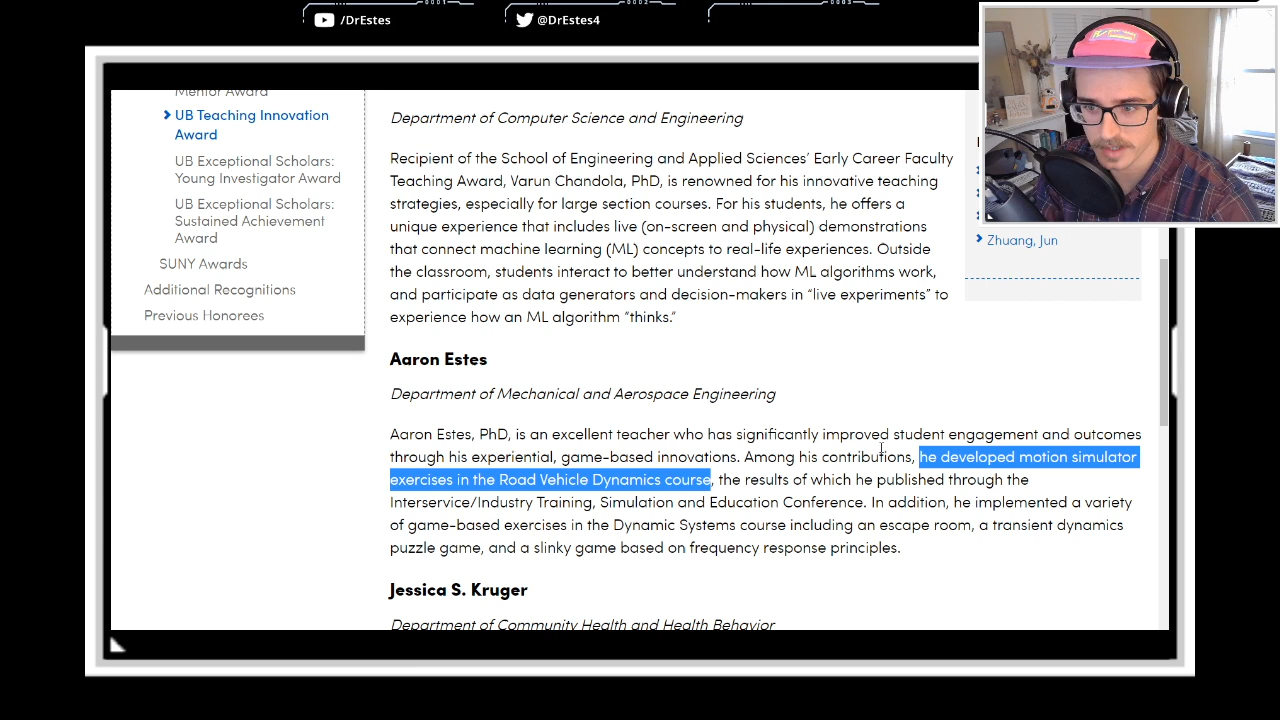 0001
0002
0003
/DrEstes
@DrEstes4
Mentor Award
UB Teaching Innovation
Award
UB Exceptional Scholars:
Young Investigator Award
UB Exceptional Scholars:
Sustained Achievement
Award
SUNY Awards
Additional Recognitions
Previous Honorees
Department of Computer Science and Engineering
Recipient of the School of Engineering and Applied Sciences’ Early Career Faculty
Teaching Award, Varun Chandola, PhD, is renowned for his innovative teaching
strategies, especially for large section courses. For his students, he offers a
unique experience that includes live (on-screen and physical) demonstrations
that connect machine learning (ML) concepts to real-life experiences. Outside
the classroom, students interact to better understand how ML algorithms work,
and participate as data generators and decision-makers in “live experiments” to
experience how an ML algorithm “thinks.”
Zhuang, Jun
Aaron Estes
Department of Mechanical and Aerospace Engineering
Aaron Estes, PhD, is an excellent teacher who has significantly improved student engagement and outcomes
through his experiential, game-based innovations. Among his contributions, he developed motion simulator
exercises in the Road Vehicle Dynamics course, the results of which he published through the
Interservice/Industry Training, Simulation and Education Conference. In addition, he implemented a variety
of game-based exercises in the Dynamic Systems course including an escape room, a transient dynamics
puzzle game, and a slinky game based on frequency response principles.
Jessica S. Kruger
Department of Community Health and Health Behavior